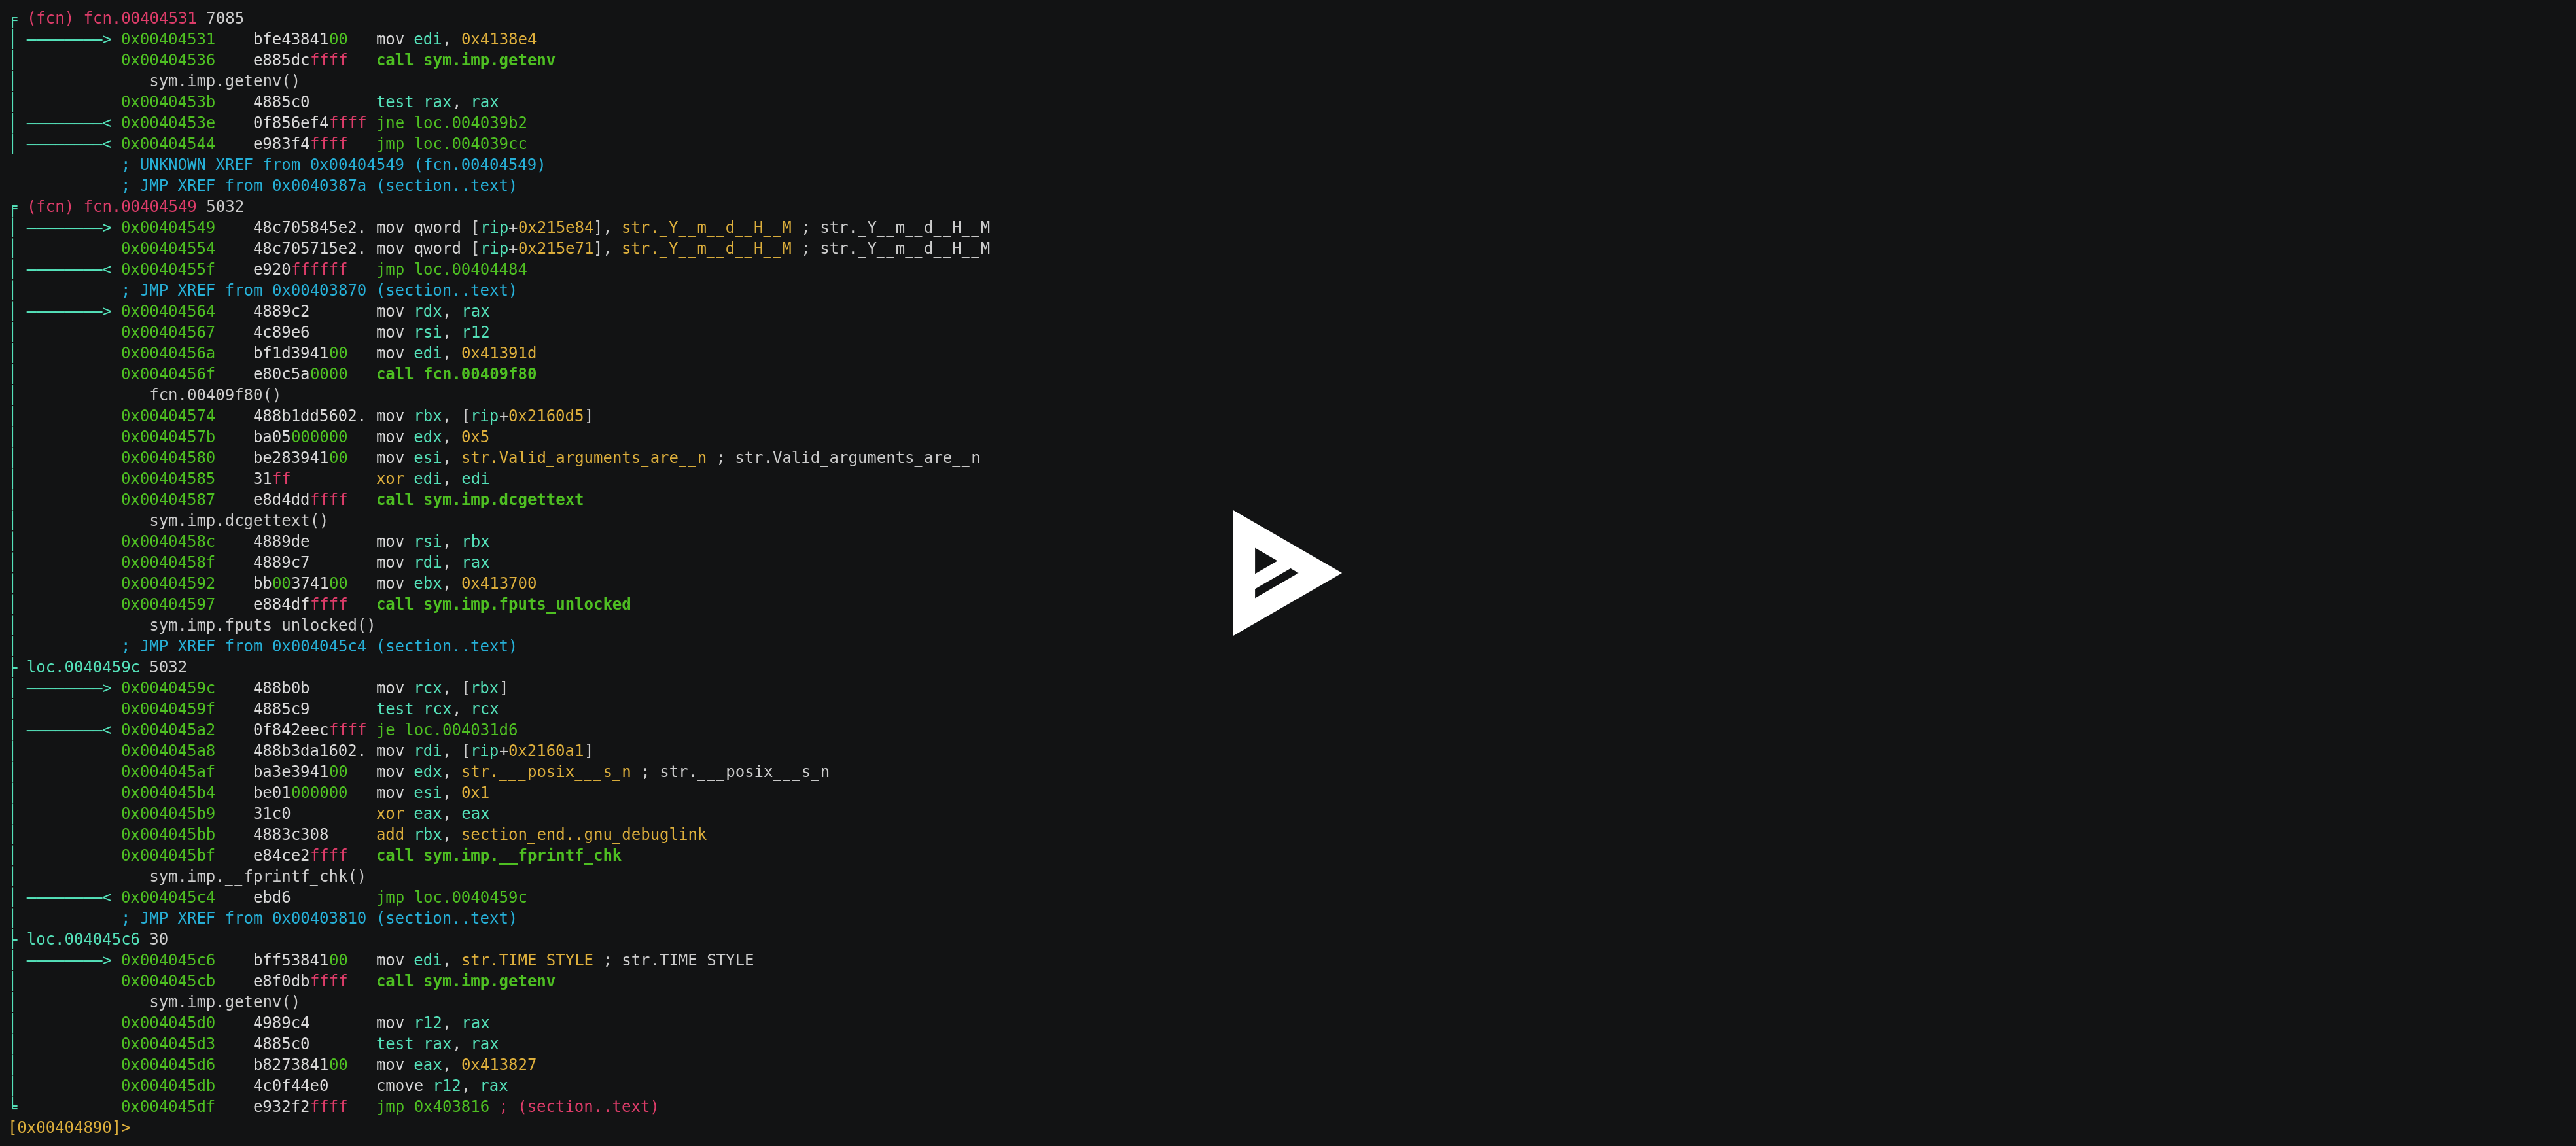 (fcn) fcn.00404531 7085
> 0x00404531 bfe4384100 mov edi, 0x4138e4
0x00404536 e885dcffff call sym.imp.getenv
sym.imp.getenv()
0x0040453b 4885c0 test rax, rax
< 0x0040453e 0f856ef4ffff jne loc.004039b2
< 0x00404544 e983f4ffff jmp loc.004039cc
; UNKNOWN XREF from 0x00404549 (fcn.00404549)
; JMP XREF from 0x0040387a (section..text)
(fcn) fcn.00404549 5032
> 0x00404549 48c705845e2. mov qword [rip+0x215e84], str._Y__m__d__H__M ; str._Y__m__d__H__M
0x00404554 48c705715e2. mov qword [rip+0x215e71], str._Y__m__d__H__M ; str._Y__m__d__H__M
< 0x0040455f e920ffffff jmp loc.00404484
; JMP XREF from 0x00403870 (section..text)
> 0x00404564 4889c2 mov rdx, rax
0x00404567 4c89e6 mov rsi, r12
0x0040456a bf1d394100 mov edi, 0x41391d
0x0040456f e80c5a0000 call fcn.00409f80
fcn.00409f80()
0x00404574 488b1dd5602. mov rbx, [rip+0x2160d5]
0x0040457b ba05000000 mov edx, 0x5
0x00404580 be28394100 mov esi, str.Valid_arguments_are__n ; str.Valid_arguments_are__n
0x00404585 31ff xor edi, edi
0x00404587 e8d4ddffff call sym.imp.dcgettext
sym.imp.dcgettext()
0x0040458c 4889de mov rsi, rbx
0x0040458f 4889c7 mov rdi, rax
0x00404592 bb00374100 mov ebx, 0x413700
0x00404597 e884dfffff call sym.imp.fputs_unlocked
sym.imp.fputs_unlocked()
; JMP XREF from 0x004045c4 (section..text)
loc.0040459c 5032
> 0x0040459c 488b0b mov rcx, [rbx]
0x0040459f 4885c9 test rcx, rcx
< 0x004045a2 0f842eecffff je loc.004031d6
0x004045a8 488b3da1602. mov rdi, [rip+0x2160a1]
0x004045af ba3e394100 mov edx, str.___posix___s_n ; str.___posix___s_n
0x004045b4 be01000000 mov esi, 0x1
0x004045b9 31c0 xor eax, eax
0x004045bb 4883c308 add rbx, section_end..gnu_debuglink
0x004045bf e84ce2ffff call sym.imp.__fprintf_chk
sym.imp.__fprintf_chk()
< 0x004045c4 ebd6 jmp loc.0040459c
; JMP XREF from 0x00403810 (section..text)
loc.004045c6 30
> 0x004045c6 bff5384100 mov edi, str.TIME_STYLE ; str.TIME_STYLE
0x004045cb e8f0dbffff call sym.imp.getenv
sym.imp.getenv()
0x004045d0 4989c4 mov r12, rax
0x004045d3 4885c0 test rax, rax
0x004045d6 b827384100 mov eax, 0x413827
0x004045db 4c0f44e0 cmove r12, rax
0x004045df e932f2ffff jmp 0x403816 ; (section..text)
[0x00404890]>